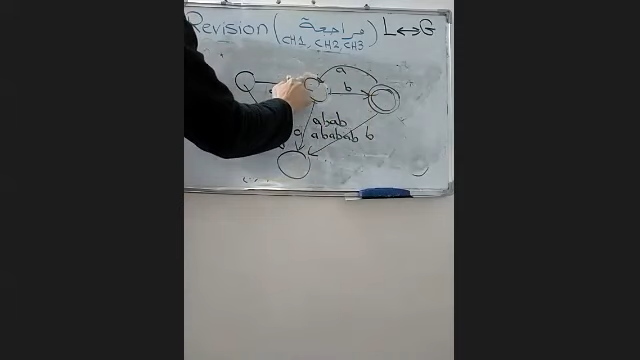 Revision ( مراجعة ) L↔G
CH1, CH2, CH3
a
b
abab
a ababab b